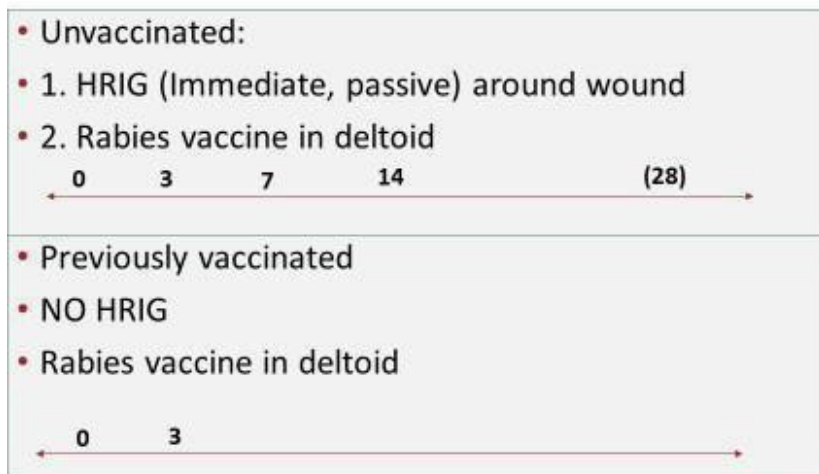 • Unvaccinated:
• 1. HRIG (Immediate, passive) around wound
• 2. Rabies vaccine in deltoid
0 3 7 14 (28)
• Previously vaccinated
• NO HRIG
• Rabies vaccine in deltoid
0 3